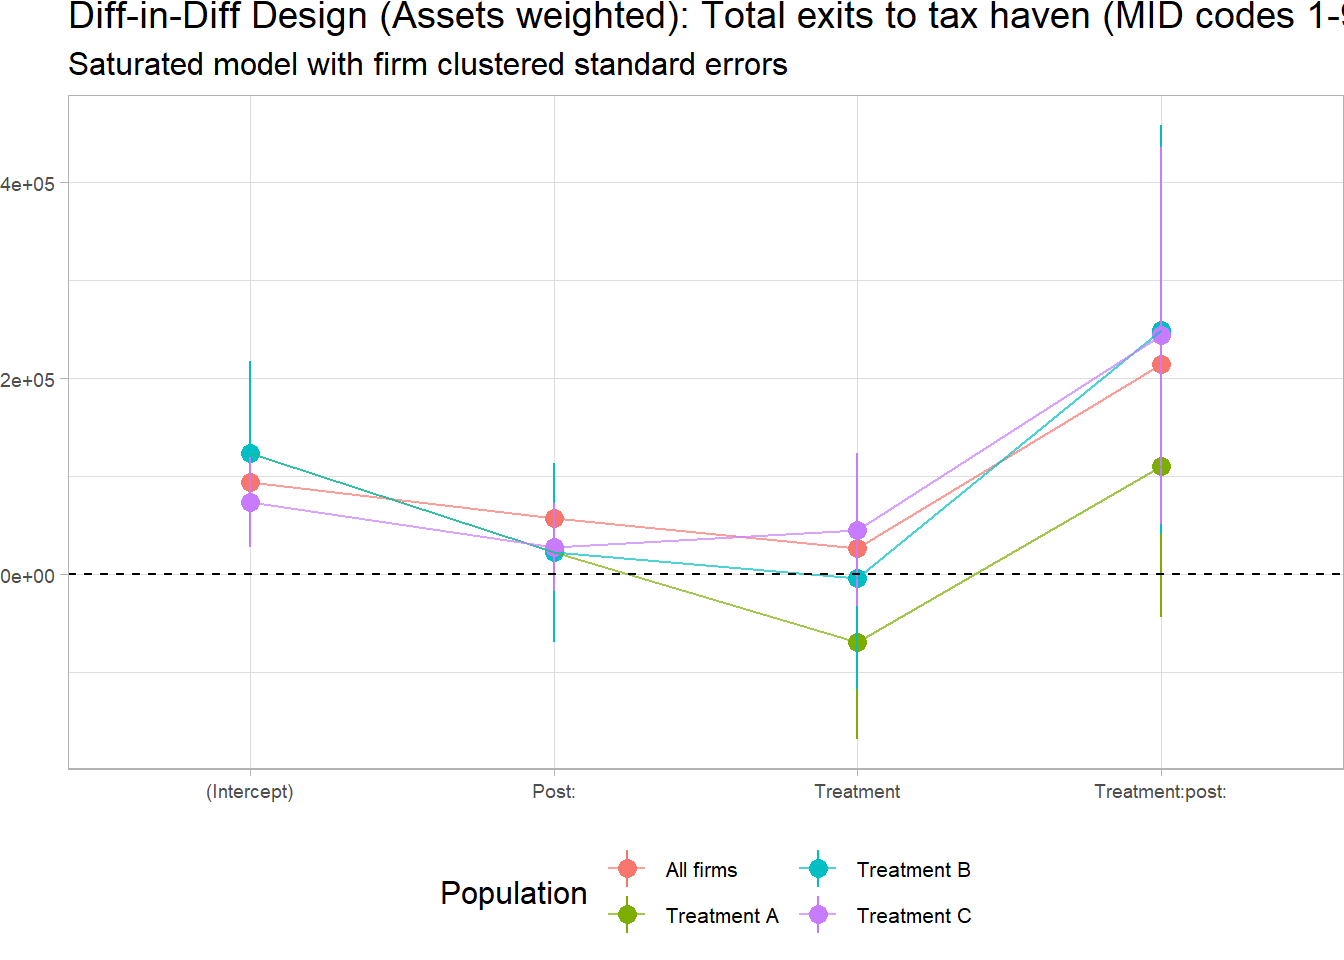 Diff-in-Diff Design (Assets weighted): Total exits to tax haven (MID codes 1-9
Saturated model with firm clustered standard errors
4e+05
2e+05
0e+00
(Intercept) Post: Treatment Treatment:post:
Population
All firms Treatment B
Treatment A Treatment C